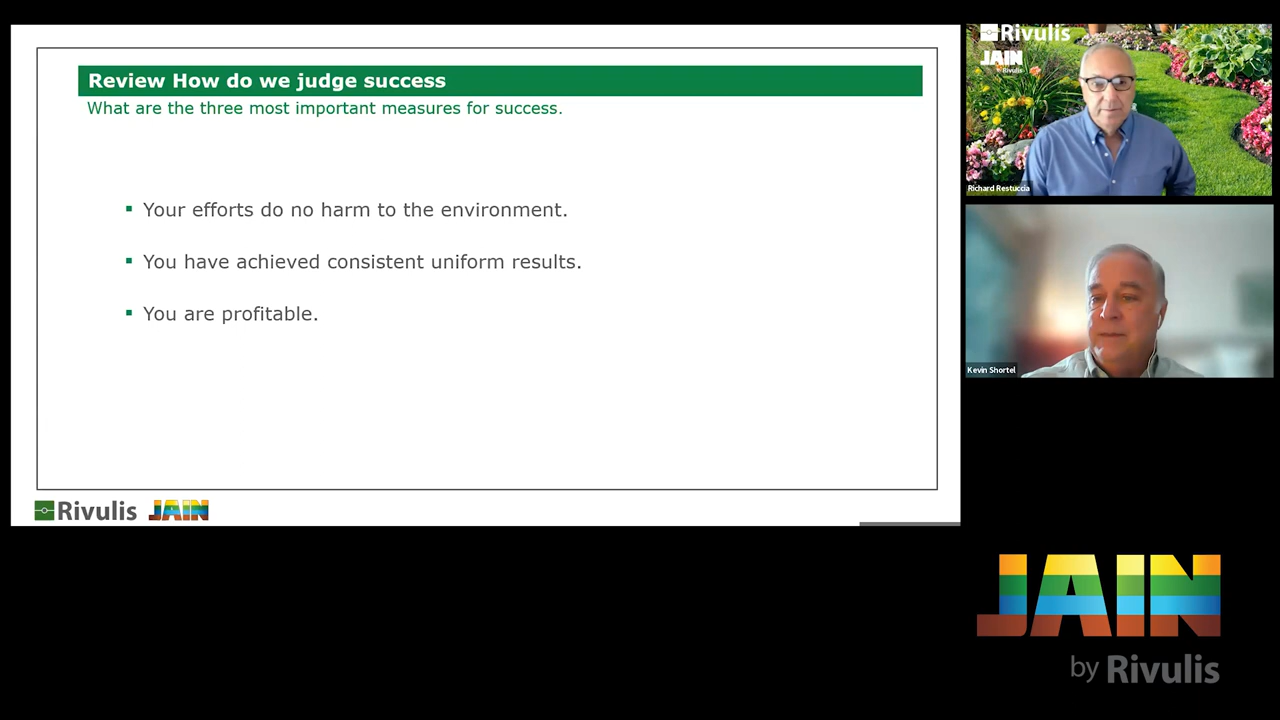 Review How do we judge success
What are the three most important measures for success.
Your efforts do no harm to the environment.
You have achieved consistent uniform results.
You are profitable.
Rivulis JAIN
Rivulis
JAIN
by Rivulis
Richard Restuccia
Kevin Shortel
JAIN
by Rivulis